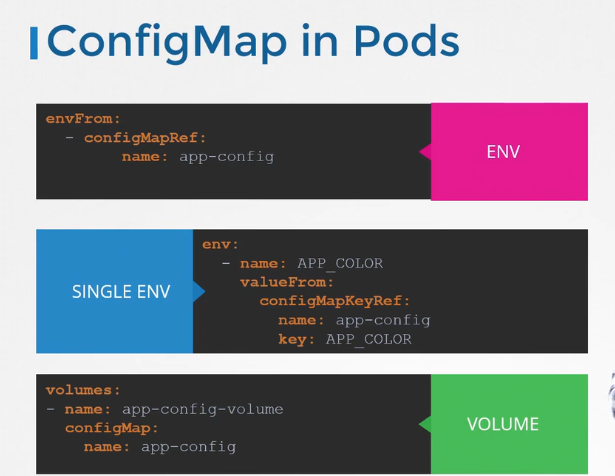 ConfigMap in Pods
envFrom:
  - configMapRef:
        name: app-config
ENV
SINGLE ENV
env:
  - name: APP_COLOR
    valueFrom:
      configMapKeyRef:
        name: app-config
        key: APP_COLOR
volumes:
- name: app-config-volume
  configMap:
    name: app-config
VOLUME